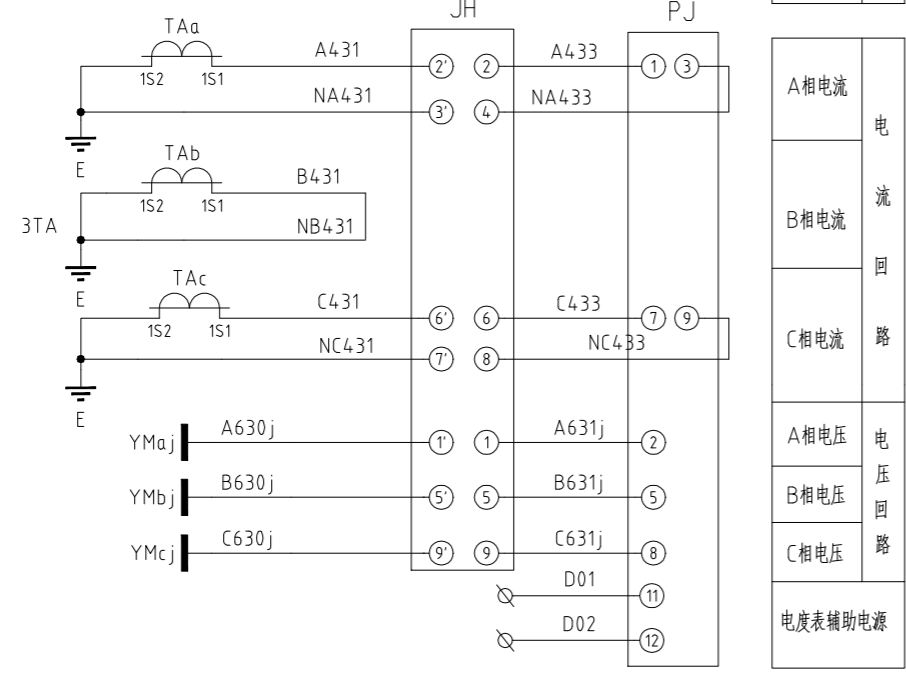 JH
PJ
TAa
1S2 1S1
A431
2' 2
A433
1 3
NA431
3' 4
NA433
E
TAb
1S2 1S1
B431
NB431
3TA
E
TAc
1S2 1S1
C431
6' 6
C433
7 9
NC431
7' 8
NC433
E
YMaj
A630j
1' 1
A631j
2
YMbj
B630j
5' 5
B631j
5
YMcj
C630j
9' 9
C631j
8
D01
11
D02
12
A相电流
B相电流
C相电流
电流回路
A相电压
B相电压
C相电压
电压回路
电度表辅助电源